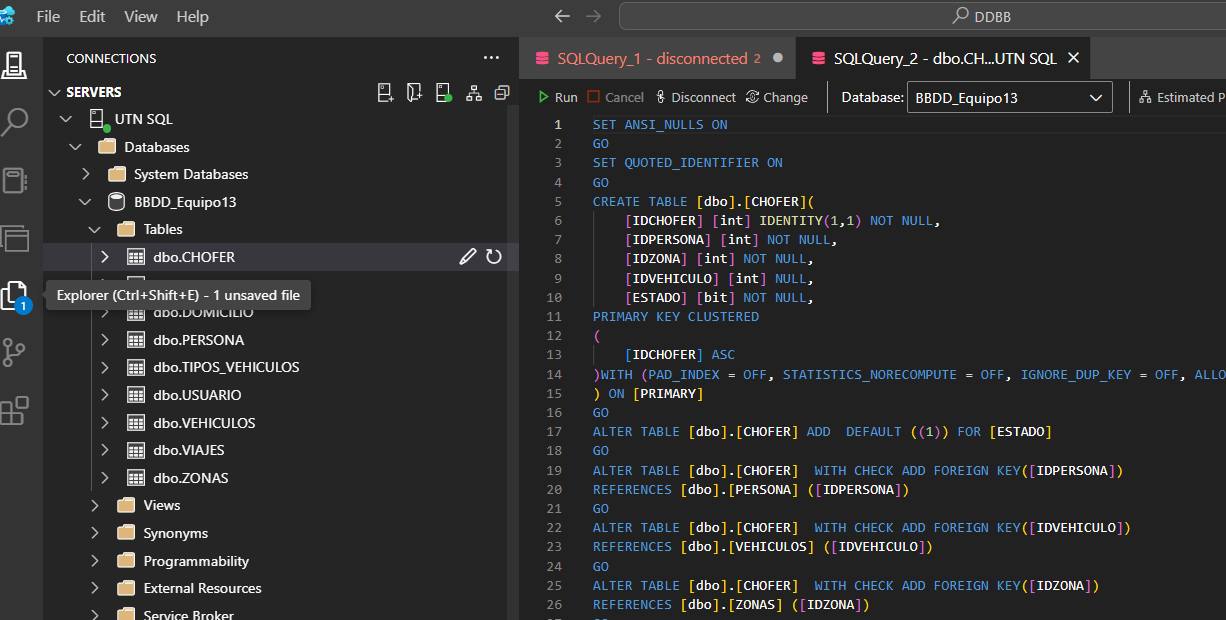 File Edit View Help
DDBB
CONNECTIONS
SERVERS
UTN SQL
Databases
System Databases
BBDD_Equipo13
Tables
dbo.CHOFER
Explorer (Ctrl+Shift+E) - 1 unsaved file
1
dbo.DOMICILIO
dbo.PERSONA
dbo.TIPOS_VEHICULOS
dbo.USUARIO
dbo.VEHICULOS
dbo.VIAJES
dbo.ZONAS
Views
Synonyms
Programmability
External Resources
Service Broker
SQLQuery_1 - disconnected 2
SQLQuery_2 - dbo.CH...UTN SQL
Run Cancel Disconnect Change Database: BBDD_Equipo13 Estimated P
1 SET ANSI_NULLS ON
2 GO
3 SET QUOTED_IDENTIFIER ON
4 GO
5 CREATE TABLE [dbo].[CHOFER](
6 [IDCHOFER] [int] IDENTITY(1,1) NOT NULL,
7 [IDPERSONA] [int] NOT NULL,
8 [IDZONA] [int] NOT NULL,
9 [IDVEHICULO] [int] NULL,
10 [ESTADO] [bit] NOT NULL,
11 PRIMARY KEY CLUSTERED
12 (
13 [IDCHOFER] ASC
14 )WITH (PAD_INDEX = OFF, STATISTICS_NORECOMPUTE = OFF, IGNORE_DUP_KEY = OFF, ALLO
15 ) ON [PRIMARY]
16 GO
17 ALTER TABLE [dbo].[CHOFER] ADD  DEFAULT ((1)) FOR [ESTADO]
18 GO
19 ALTER TABLE [dbo].[CHOFER]  WITH CHECK ADD FOREIGN KEY([IDPERSONA])
20 REFERENCES [dbo].[PERSONA] ([IDPERSONA])
21 GO
22 ALTER TABLE [dbo].[CHOFER]  WITH CHECK ADD FOREIGN KEY([IDVEHICULO])
23 REFERENCES [dbo].[VEHICULOS] ([IDVEHICULO])
24 GO
25 ALTER TABLE [dbo].[CHOFER]  WITH CHECK ADD FOREIGN KEY([IDZONA])
26 REFERENCES [dbo].[ZONAS] ([IDZONA])